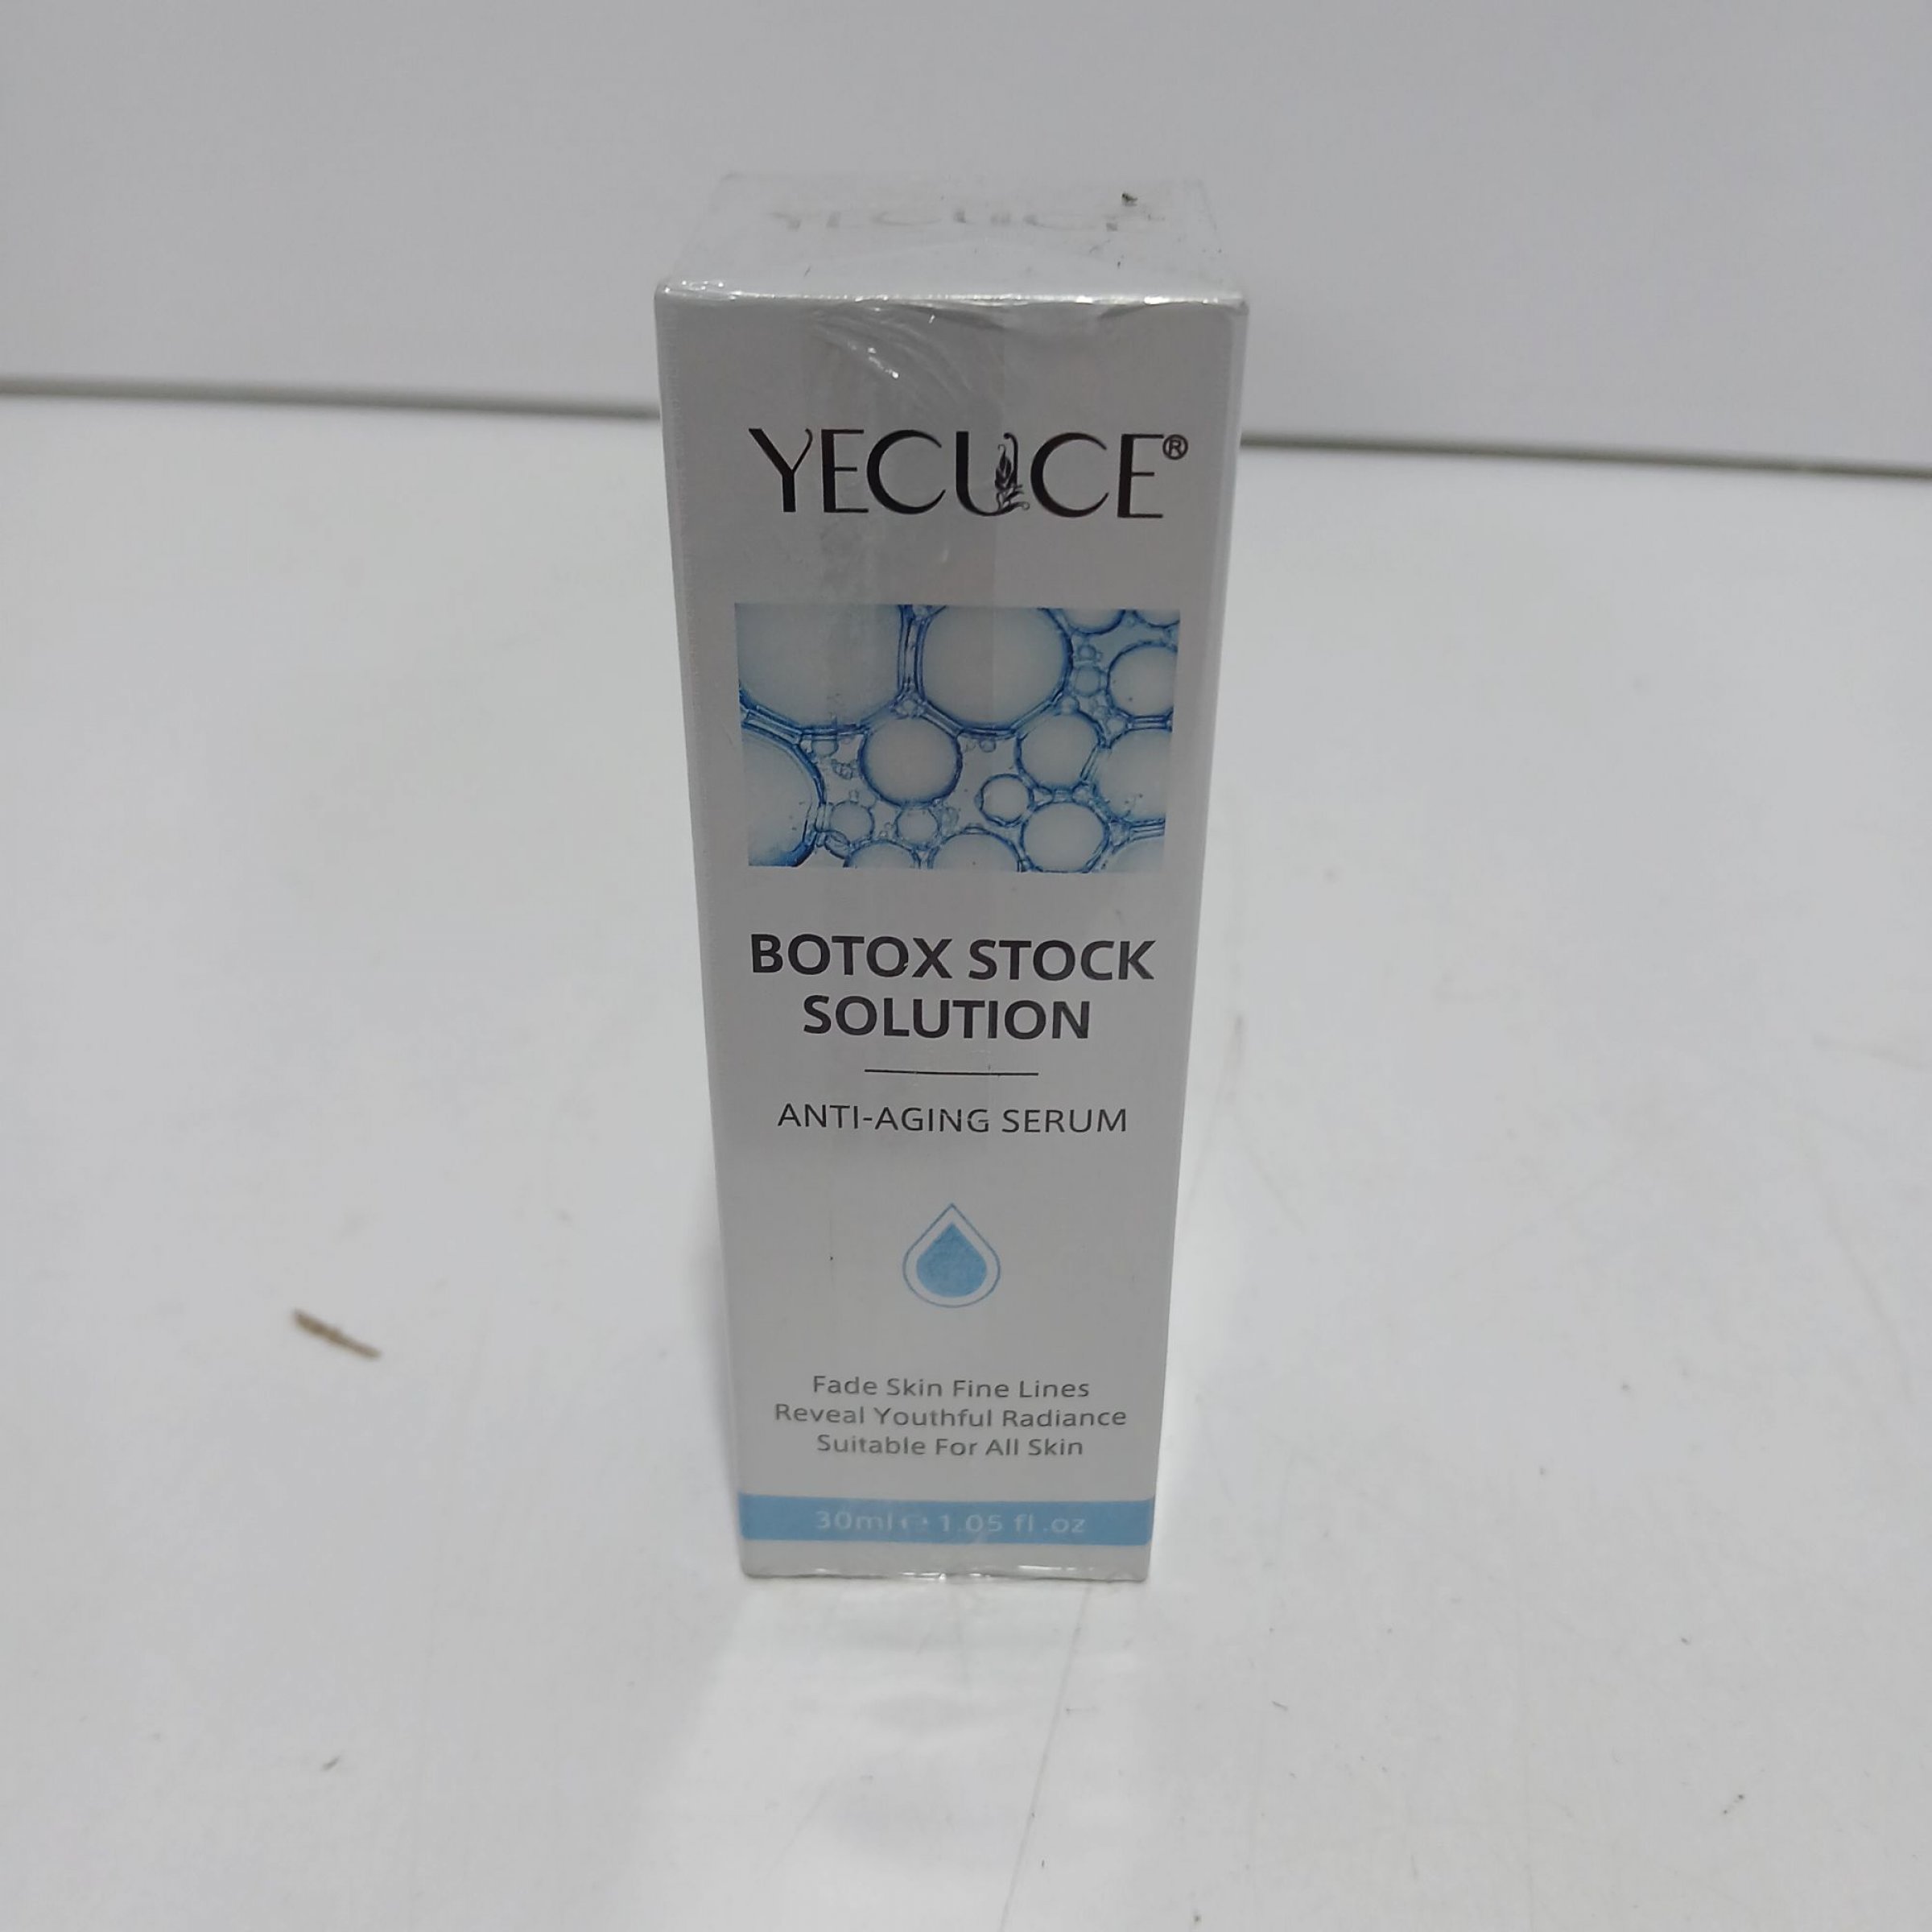 YECUCE
YECUCE®
BOTOX STOCK
SOLUTION
ANTI-AGING SERUM
Fade Skin Fine Lines
Reveal Youthful Radiance
Suitable For All Skin
30ml ℮ 1.05 fl .oz